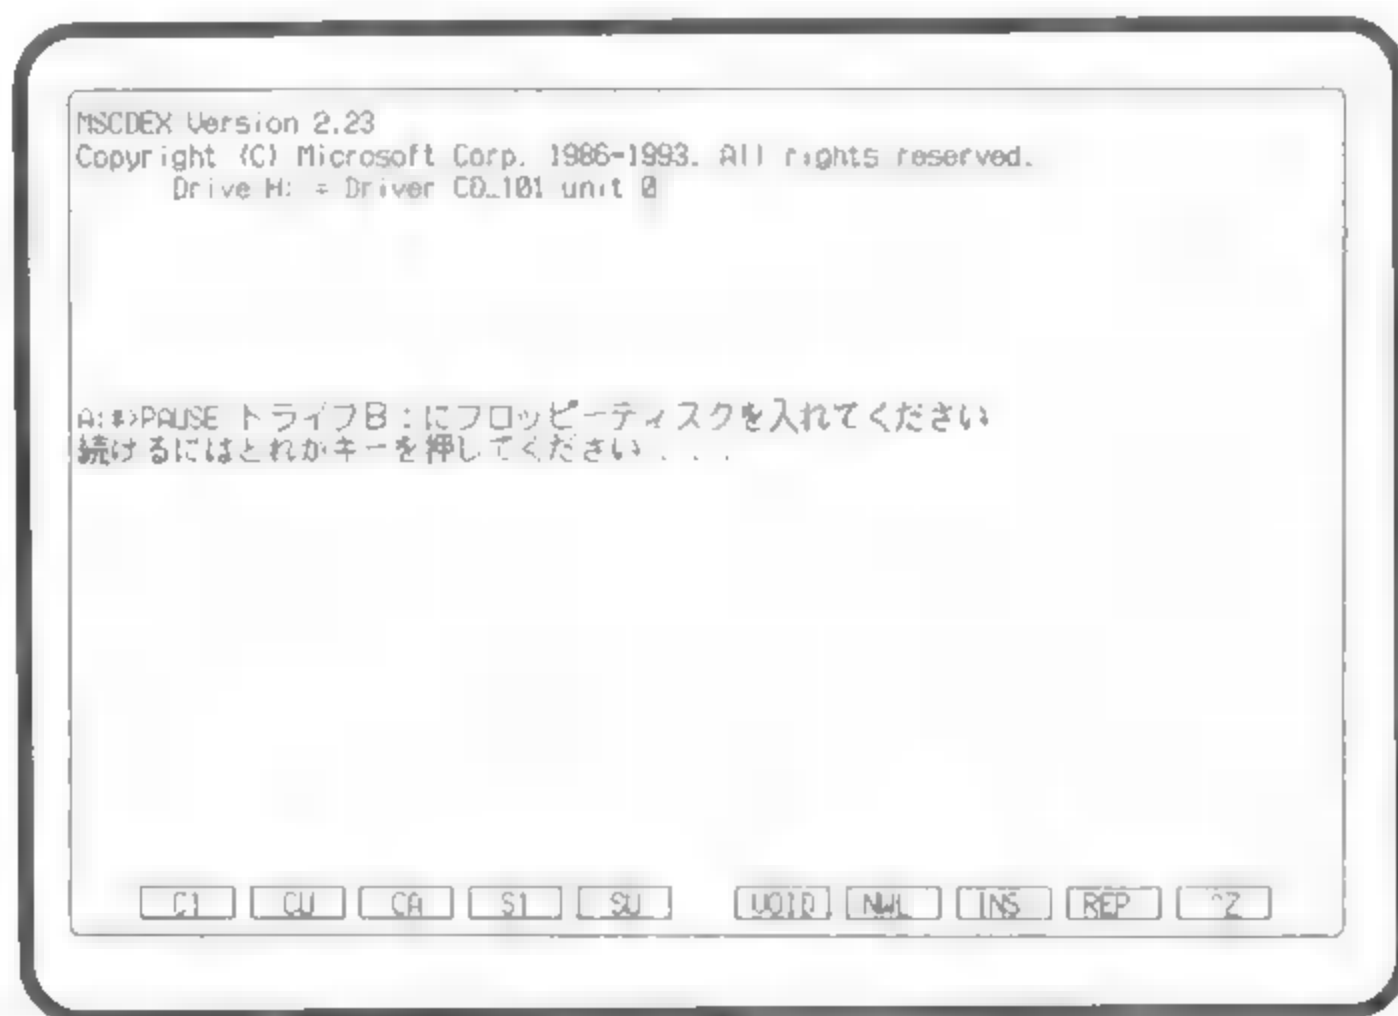 MSCDEX Version 2.23
Copyright (C) Microsoft Corp. 1986-1993. All rights reserved.
Drive H: = Driver CD_101 unit 0
A:¥>PAUSE ドライブB:にフロッピーディスクを入れてください
続けるにはどれかキーを押してください . . .
C1 CU CA S1 SU VOID NWL INS REP ^Z